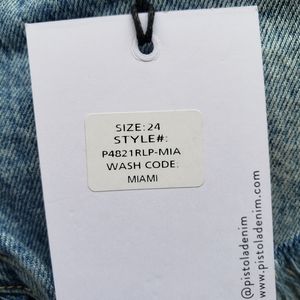 SIZE: 24
STYLE#:
P4821RLP-MIA
WASH CODE:
MIAMI
@pistoladenim
www.pistoladenim.com